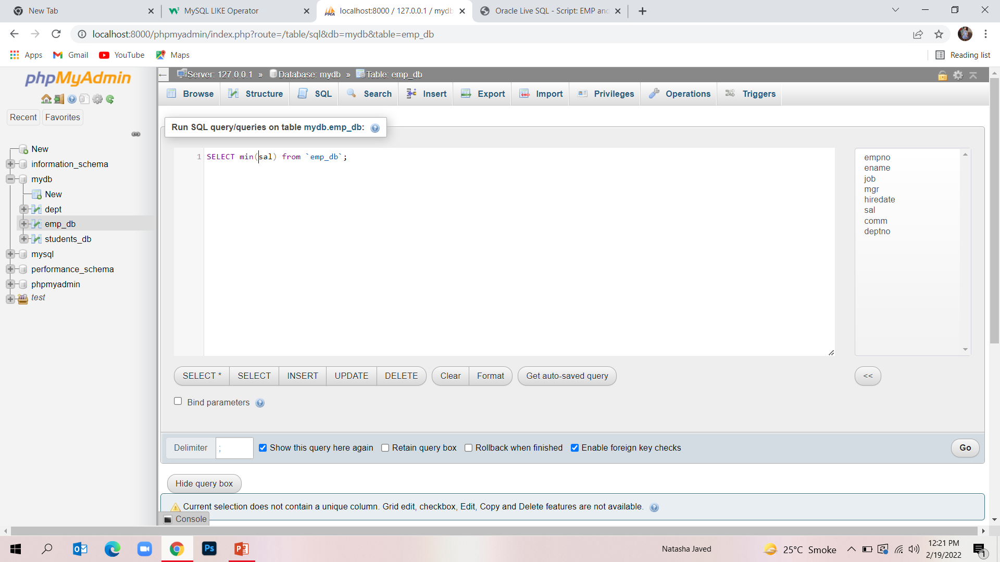 New Tab
MySQL LIKE Operator
localhost:8000 / 127.0.0.1 / mydb
Oracle Live SQL - Script: EMP and
localhost:8000/phpmyadmin/index.php?route=/table/sql&db=mydb&table=emp_db
Apps
Gmail
YouTube
Maps
Reading list
phpMyAdmin
Recent
Favorites
New
information_schema
mydb
New
dept
emp_db
students_db
mysql
performance_schema
phpmyadmin
test
Server: 127.0.0.1 » Database: mydb » Table: emp_db
Browse
Structure
SQL
Search
Insert
Export
Import
Privileges
Operations
Triggers
Run SQL query/queries on table mydb.emp_db:
1 SELECT min(sal) from `emp_db`;
empno
ename
job
mgr
hiredate
sal
comm
deptno
SELECT *
SELECT
INSERT
UPDATE
DELETE
Clear
Format
Get auto-saved query
<<
Bind parameters
Delimiter
;
Show this query here again
Retain query box
Rollback when finished
Enable foreign key checks
Go
Hide query box
Current selection does not contain a unique column. Grid edit, checkbox, Edit, Copy and Delete features are not available.
Console
Natasha Javed
25°C Smoke
12:21 PM
2/19/2022
1